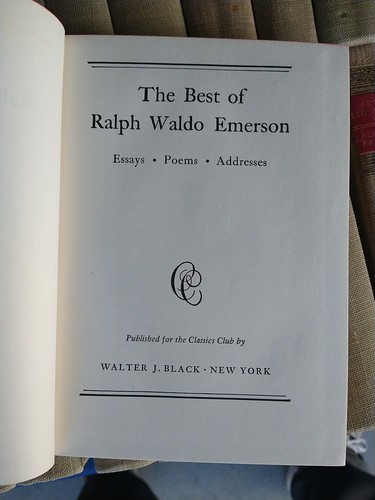 The Best of
Ralph Waldo Emerson
Essays • Poems • Addresses
CC
Published for the Classics Club by
WALTER J. BLACK · NEW YORK